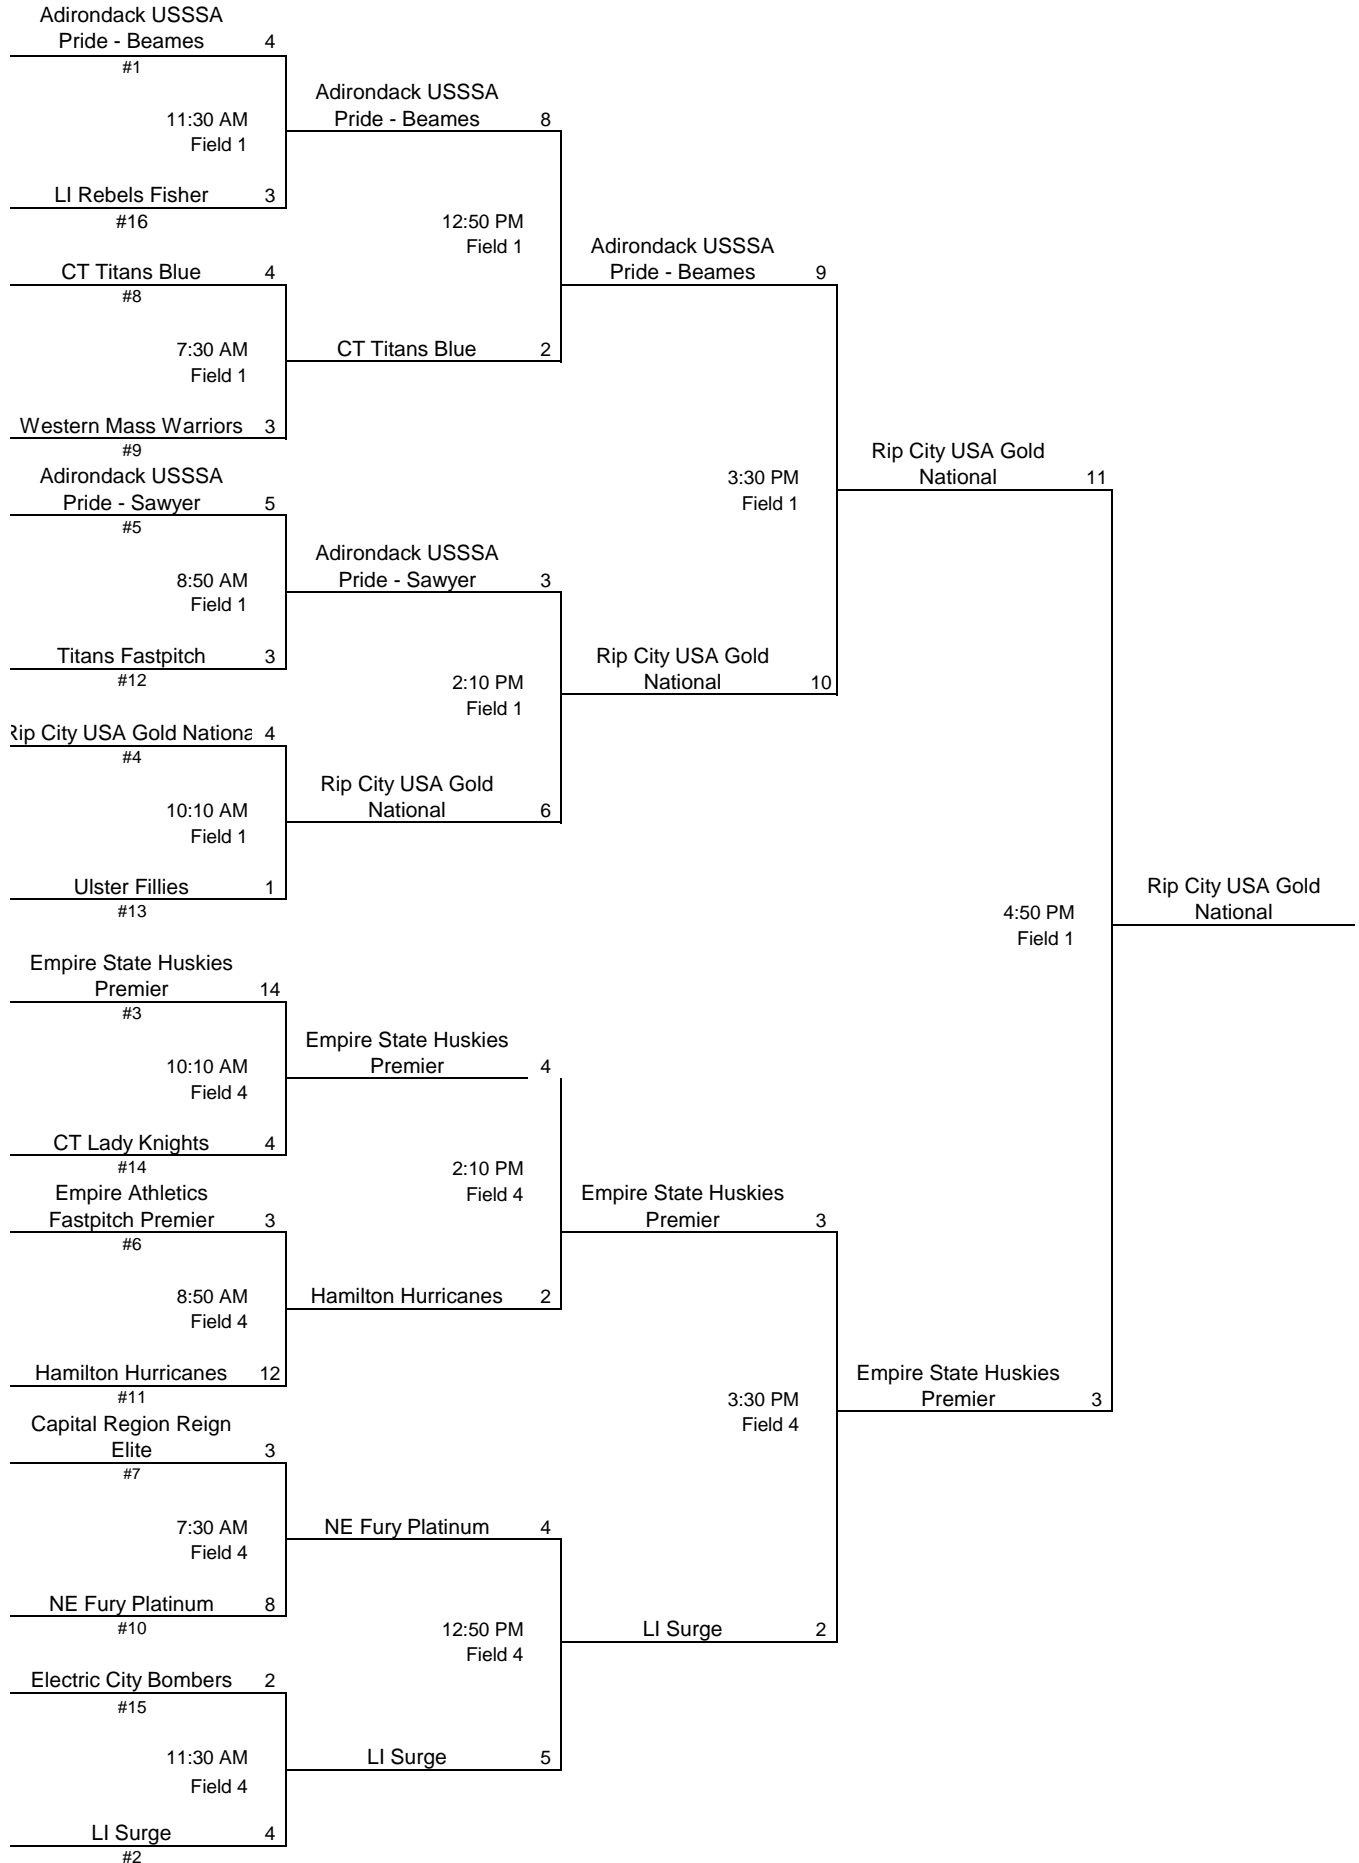 Adirondack USSSA
Pride - Beames 4
#1
11:30 AM
Field 1
LI Rebels Fisher 3
#16
CT Titans Blue 4
#8
7:30 AM
Field 1
Western Mass Warriors 3
#9
Adirondack USSSA
Pride - Sawyer 5
#5
8:50 AM
Field 1
Titans Fastpitch 3
#12
Rip City USA Gold Nationa 4
#4
10:10 AM
Field 1
Ulster Fillies 1
#13
Empire State Huskies
Premier 14
#3
10:10 AM
Field 4
CT Lady Knights 4
#14
Empire Athletics
Fastpitch Premier 3
#6
8:50 AM
Field 4
Hamilton Hurricanes 12
#11
Capital Region Reign
Elite 3
#7
7:30 AM
Field 4
NE Fury Platinum 8
#10
Electric City Bombers 2
#15
11:30 AM
Field 4
LI Surge 4
#2
Adirondack USSSA
Pride - Beames 8
12:50 PM
Field 1
CT Titans Blue 2
Adirondack USSSA
Pride - Sawyer 3
2:10 PM
Field 1
Rip City USA Gold
National 6
Empire State Huskies
Premier 4
2:10 PM
Field 4
Hamilton Hurricanes 2
NE Fury Platinum 4
12:50 PM
Field 4
LI Surge 5
Adirondack USSSA
Pride - Beames 9
3:30 PM
Field 1
Rip City USA Gold
National 10
Empire State Huskies
Premier 3
3:30 PM
Field 4
LI Surge 2
Rip City USA Gold
National 11
4:50 PM
Field 1
Empire State Huskies
Premier 3
Rip City USA Gold
National